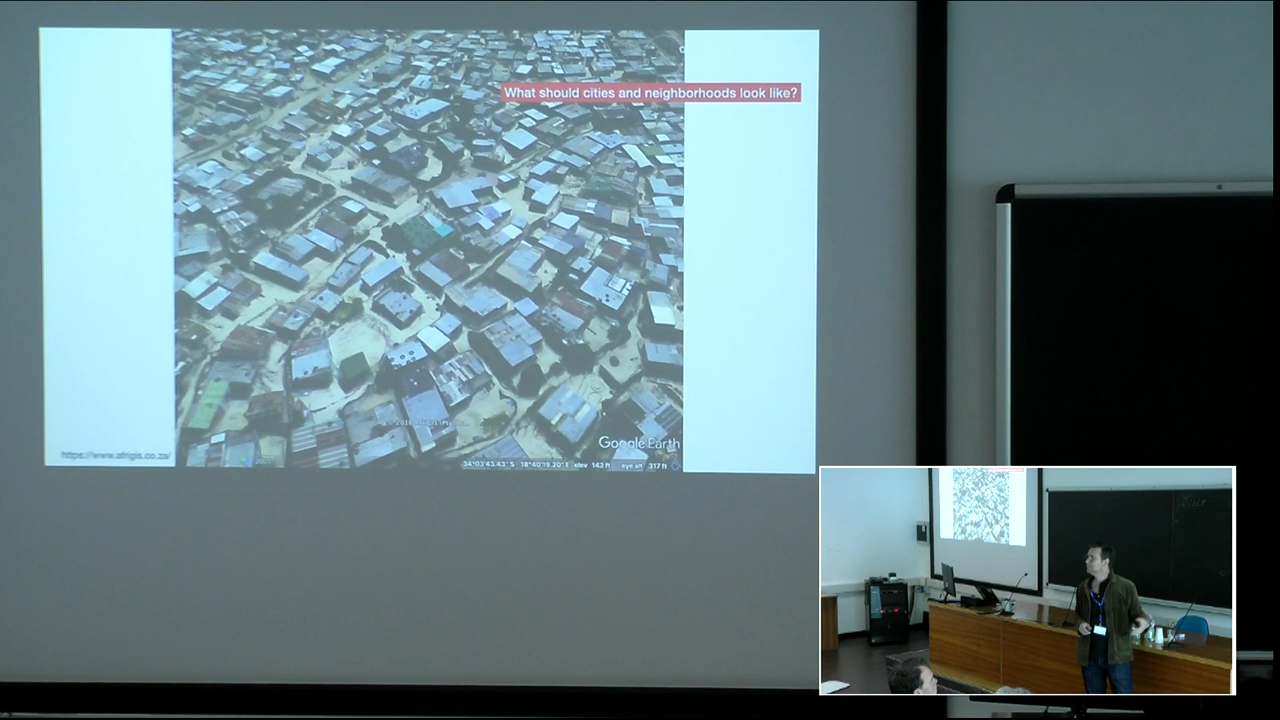 What should cities and neighborhoods look like?
Google Earth
https://www.afrigis.co.za/
34°03'43.43" S 18°40'19.20" E elev 142 ft eye alt 317 ft